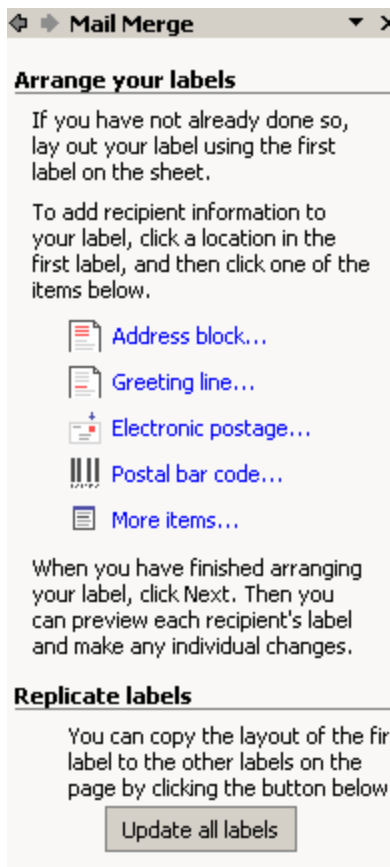 Mail Merge
Arrange your labels
If you have not already done so,
lay out your label using the first
label on the sheet.
To add recipient information to
your label, click a location in the
first label, and then click one of the
items below.
Address block...
Greeting line...
Electronic postage...
Postal bar code...
More items...
When you have finished arranging
your label, click Next. Then you
can preview each recipient's label
and make any individual changes.
Replicate labels
You can copy the layout of the fir
label to the other labels on the
page by clicking the button below
Update all labels